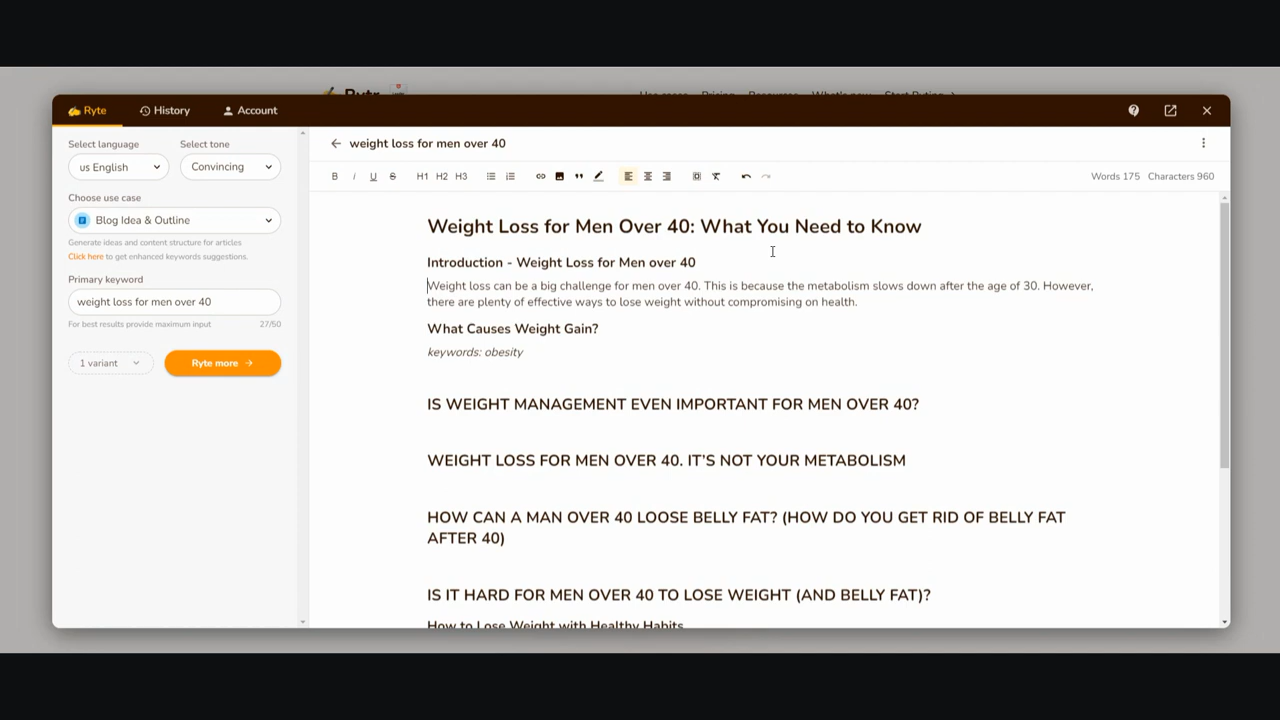 Rytr
Use cases Pricing Resources What's new Start Ryting
Ryte History Account
Select language Select tone
us English Convincing
Choose use case
Blog Idea & Outline
Generate ideas and content structure for articles
Click here to get enhanced keywords suggestions.
Primary keyword
weight loss for men over 40
For best results provide maximum input 27/50
1 variant Ryte more →
weight loss for men over 40
B I U S H1 H2 H3 Words 175 Characters 960
Weight Loss for Men Over 40: What You Need to Know
Introduction - Weight Loss for Men over 40
Weight loss can be a big challenge for men over 40. This is because the metabolism slows down after the age of 30. However,
there are plenty of effective ways to lose weight without compromising on health.
What Causes Weight Gain?
keywords: obesity
IS WEIGHT MANAGEMENT EVEN IMPORTANT FOR MEN OVER 40?
WEIGHT LOSS FOR MEN OVER 40. IT'S NOT YOUR METABOLISM
HOW CAN A MAN OVER 40 LOOSE BELLY FAT? (HOW DO YOU GET RID OF BELLY FAT
AFTER 40)
IS IT HARD FOR MEN OVER 40 TO LOSE WEIGHT (AND BELLY FAT)?
How to Lose Weight with Healthy Habits